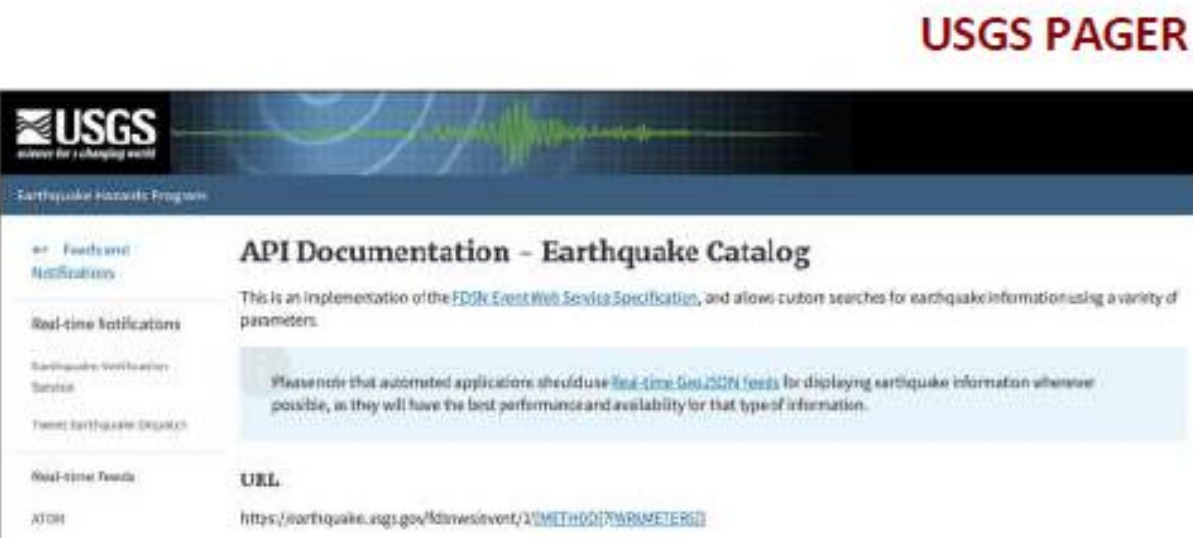 USGS PAGER
USGS
science for a changing world
Earthquake Hazards Program
Feeds and
Notifications
Real-time Notifications
Earthquake Notification
Service
Tweet Earthquake Dispatch
Real-time Feeds
ATOM
API Documentation – Earthquake Catalog
This is an implementation of the FDSN Event Web Service Specification, and allows custom searches for earthquake information using a variety of
parameters.
Please note that automated applications should use Real-time GeoJSON feeds for displaying earthquake information whenever
possible, as they will have the best performance and availability for that type of information.
URL
https://earthquake.usgs.gov/fdsnws/event/1/[METHOD[?PARAMETERS]]